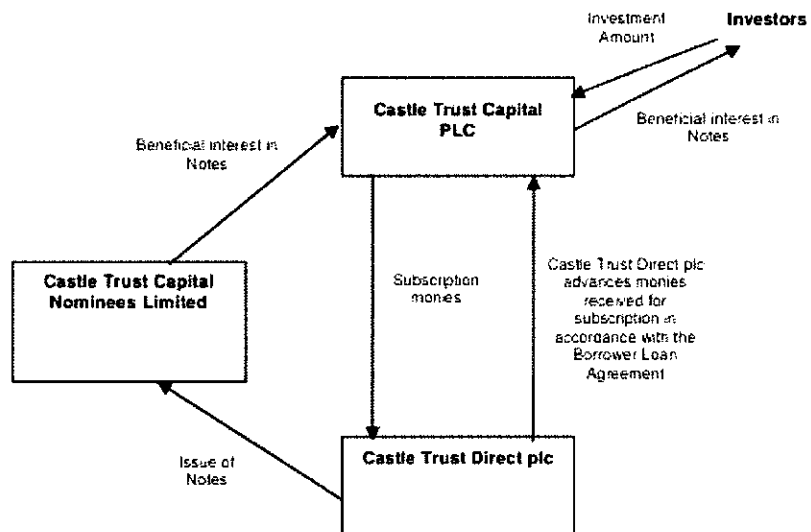 Investment
Amount
Investors
Castle Trust Capital
PLC
Beneficial interest in
Notes
Beneficial interest in
Notes
Castle Trust Capital
Nominees Limited
Subscription
monies
Castle Trust Direct plc
advances monies
received for
subscription in
accordance with the
Borrower Loan
Agreement
Issue of
Notes
Castle Trust Direct plc